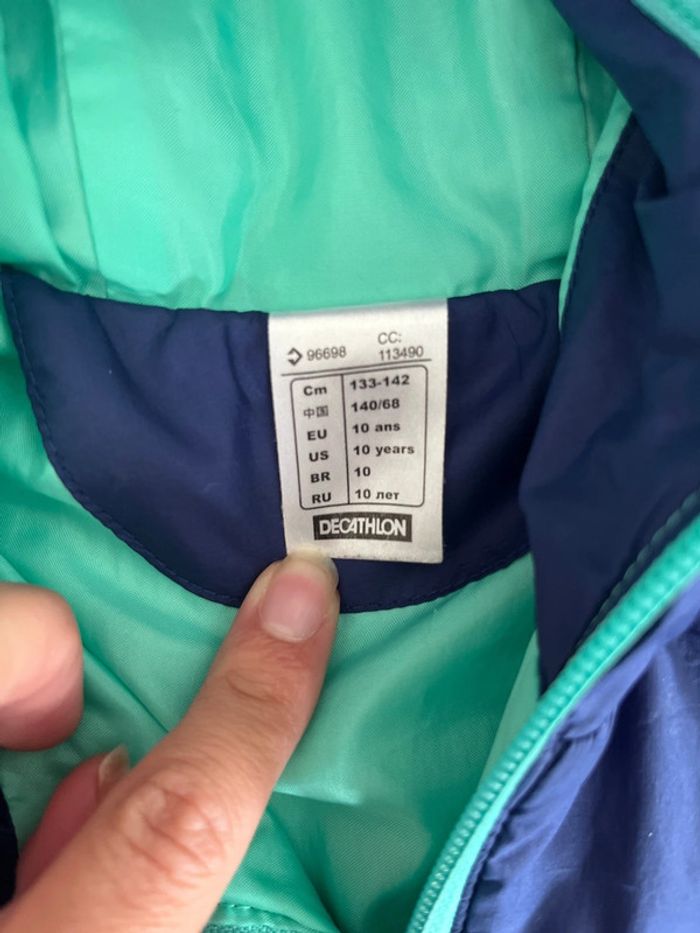 96698 CC: 113490
Cm 133-142
中国 140/68
EU 10 ans
US 10 years
BR 10
RU 10 лет
DECATHLON